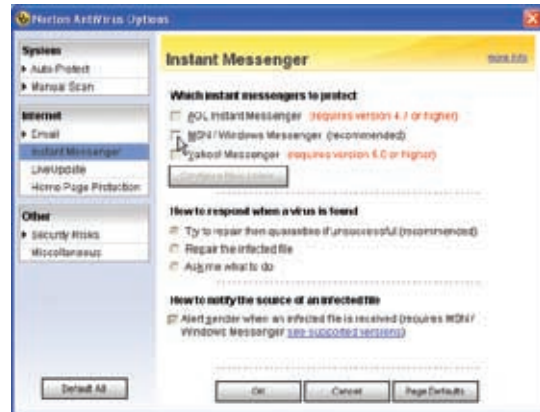 Norton AntiVirus Options
System
Auto-Protect
Manual Scan
Internet
Email
Instant Messenger
LiveUpdate
Home Page Protection
Other
Security Risks
Miscellaneous
Default All
Instant Messenger
more info
Which instant messengers to protect
AOL Instant Messenger (requires version 4.7 or higher)
MSN / Windows Messenger (recommended)
Yahoo! Messenger (requires version 5.0 or higher)
Configure New Users
How to respond when a virus is found
Try to repair then quarantine if unsuccessful (recommended)
Repair the infected file
Ask me what to do
How to notify the source of an infected file
Alert sender when an infected file is received (requires MSN /
Windows Messenger see supported versions)
OK
Cancel
Page Defaults